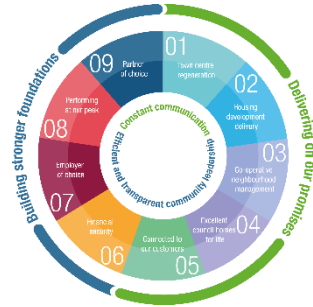 Building stronger foundations
Delivering on our promises
Constant communication
Efficient and transparent community leadership
01
Town centre
regeneration
02
Housing
development
delivery
03
Co-operative
neighbourhood
management
04
Excellent
council homes
for life
05
Connected to
our customers
06
Financial
security
07
Employer
of choice
08
Performing
at our peak
09
Partner
of choice